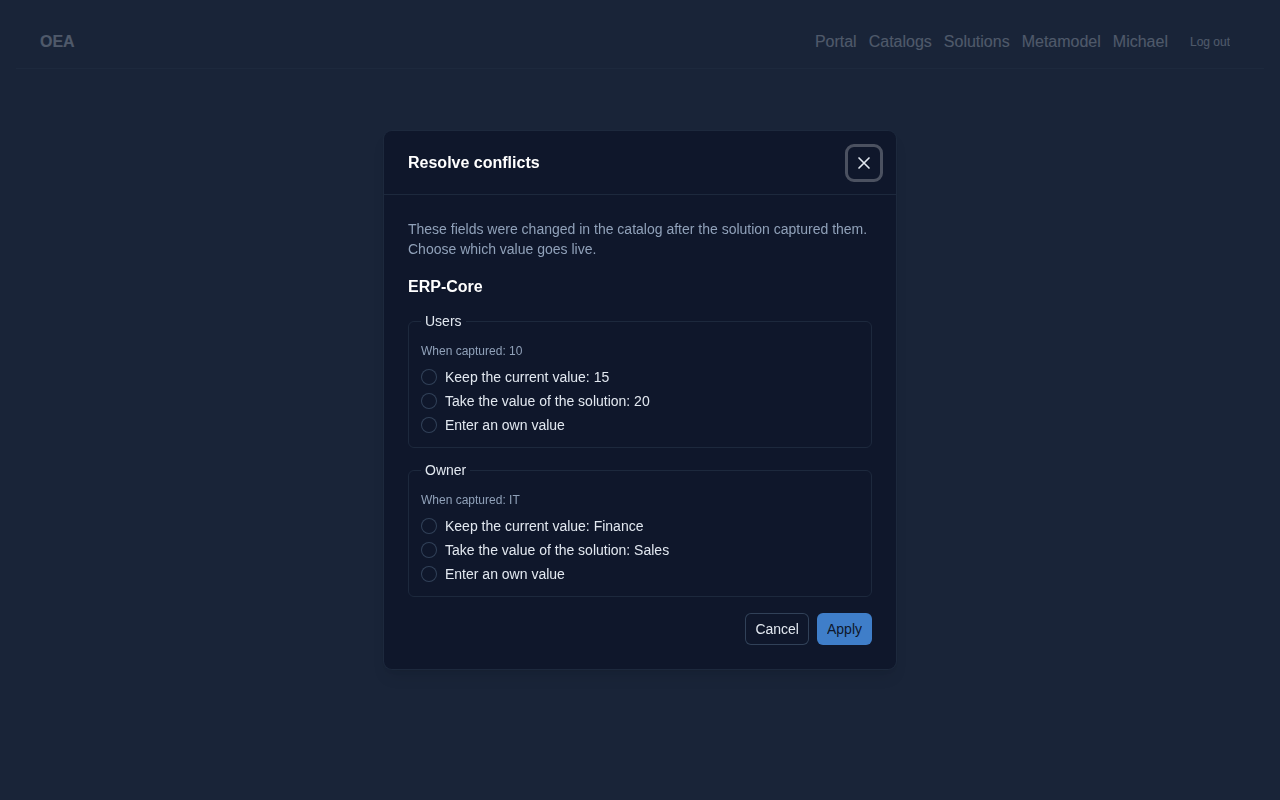 OEA
Portal Catalogs Solutions Metamodel Michael Log out
Resolve conflicts
These fields were changed in the catalog after the solution captured them.
Choose which value goes live.
ERP-Core
Users
When captured: 10
Keep the current value: 15
Take the value of the solution: 20
Enter an own value
Owner
When captured: IT
Keep the current value: Finance
Take the value of the solution: Sales
Enter an own value
Cancel Apply